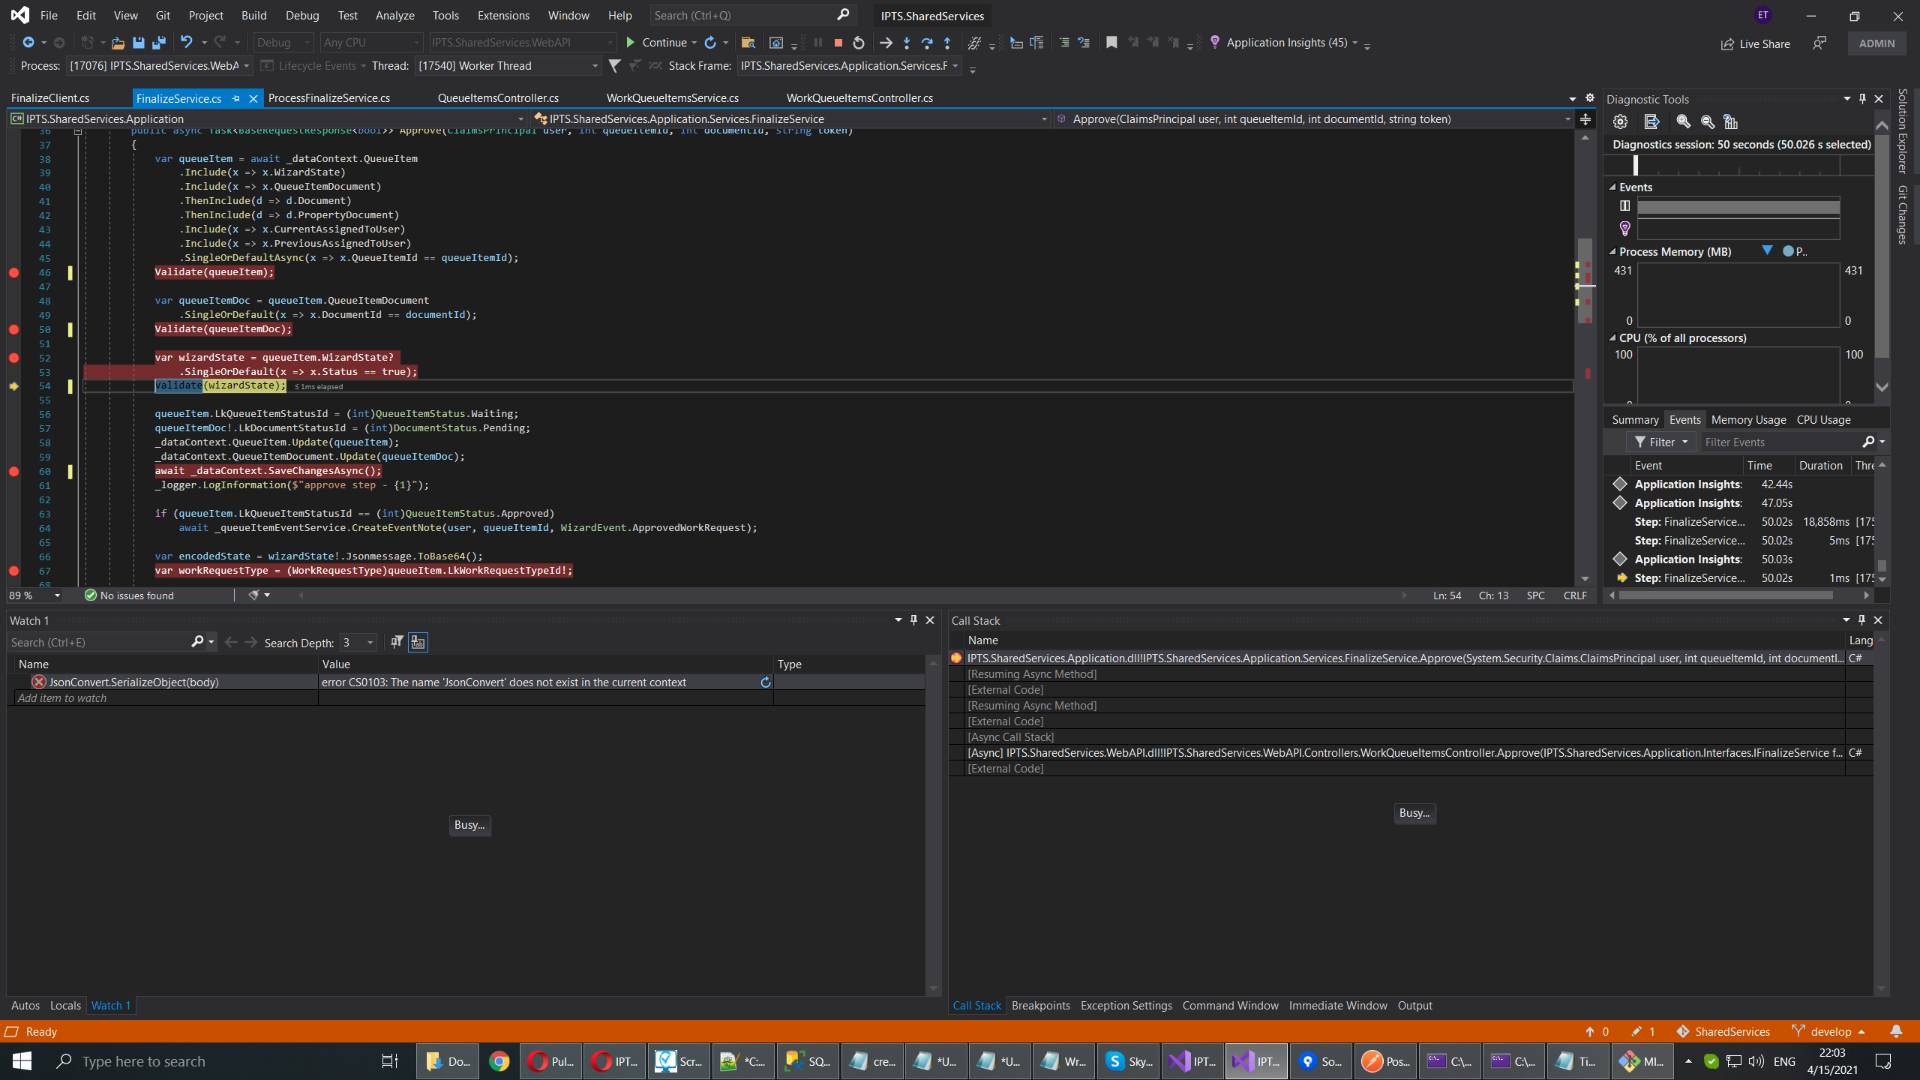 File Edit View Git Project Build Debug Test Analyze Tools Extensions Window Help Search (Ctrl+Q) IPTS.SharedServices ET
Debug Any CPU IPTS.SharedServices.WebAPI Continue Application Insights (45) Live Share ADMIN
Process: [17076] IPTS.SharedServices.WebA Lifecycle Events Thread: [17540] Worker Thread Stack Frame: IPTS.SharedServices.Application.Services.F
FinalizeClient.cs FinalizeService.cs ProcessFinalizeService.cs QueueItemsController.cs WorkQueueItemsService.cs WorkQueueItemsController.cs
IPTS.SharedServices.Application IPTS.SharedServices.Application.Services.FinalizeService Approve(ClaimsPrincipal user, int queueItemId, int documentId, string token)
36 public async Task<BaseRequestResponse<bool>> Approve(ClaimsPrincipal user, int queueItemId, int documentId, string token)
37 {
38 var queueItem = await _dataContext.QueueItem
39 .Include(x => x.WizardState)
40 .Include(x => x.QueueItemDocument)
41 .ThenInclude(d => d.Document)
42 .ThenInclude(d => d.PropertyDocument)
43 .Include(x => x.CurrentAssignedToUser)
44 .Include(x => x.PreviousAssignedToUser)
45 .SingleOrDefaultAsync(x => x.QueueItemId == queueItemId);
46 Validate(queueItem);
47
48 var queueItemDoc = queueItem.QueueItemDocument
49 .SingleOrDefault(x => x.DocumentId == documentId);
50 Validate(queueItemDoc);
51
52 var wizardState = queueItem.WizardState?
53 .SingleOrDefault(x => x.Status == true);
54 Validate(wizardState); ≤ 1ms elapsed
55
56 queueItem.LkQueueItemStatusId = (int)QueueItemStatus.Waiting;
57 queueItemDoc!.LkDocumentStatusId = (int)DocumentStatus.Pending;
58 _dataContext.QueueItem.Update(queueItem);
59 _dataContext.QueueItemDocument.Update(queueItemDoc);
60 await _dataContext.SaveChangesAsync();
61 _logger.LogInformation($"approve step - {1}");
62
63 if (queueItem.LkQueueItemStatusId == (int)QueueItemStatus.Approved)
64 await _queueItemEventService.CreateEventNote(user, queueItemId, WizardEvent.ApprovedWorkRequest);
65
66 var encodedState = wizardState!.Jsonmessage.ToBase64();
67 var workRequestType = (WorkRequestType)queueItem.LkWorkRequestTypeId!;
68
89 % No issues found Ln: 54 Ch: 13 SPC CRLF
Diagnostic Tools
Diagnostics session: 50 seconds (50.026 s selected)
Events
Process Memory (MB) P..
431 431
0 0
CPU (% of all processors)
100 100
Summary Events Memory Usage CPU Usage
Filter Filter Events
Event Time Duration Thre
Application Insights: 42.44s
Application Insights: 47.05s
Step: FinalizeService... 50.02s 18,858ms [175
Step: FinalizeService... 50.02s 5ms [175
Application Insights: 50.03s
Step: FinalizeService... 50.02s 1ms [175
Solution Explorer
Git Changes
Watch 1
Search (Ctrl+E) Search Depth: 3
Name Value Type
JsonConvert.SerializeObject(body) error CS0103: The name 'JsonConvert' does not exist in the current context
Add item to watch
Busy...
Autos Locals Watch 1
Call Stack
Name Lang
IPTS.SharedServices.Application.dll!IPTS.SharedServices.Application.Services.FinalizeService.Approve(System.Security.Claims.ClaimsPrincipal user, int queueItemId, int documentI... C#
[Resuming Async Method]
[External Code]
[Resuming Async Method]
[External Code]
[Async Call Stack]
[Async] IPTS.SharedServices.WebAPI.dll!IPTS.SharedServices.WebAPI.Controllers.WorkQueueItemsController.Approve(IPTS.SharedServices.Application.Interfaces.IFinalizeService f... C#
[External Code]
Busy...
Call Stack Breakpoints Exception Settings Command Window Immediate Window Output
Ready 0 1 SharedServices develop
Type here to search Do... Pul... IPT... Scr... *C:... SQ... cre... *U... *U... Wr... Sky... IPT... IPT... So... Pos... C:\... C:\... Ti... MI... ENG 22:03
4/15/2021